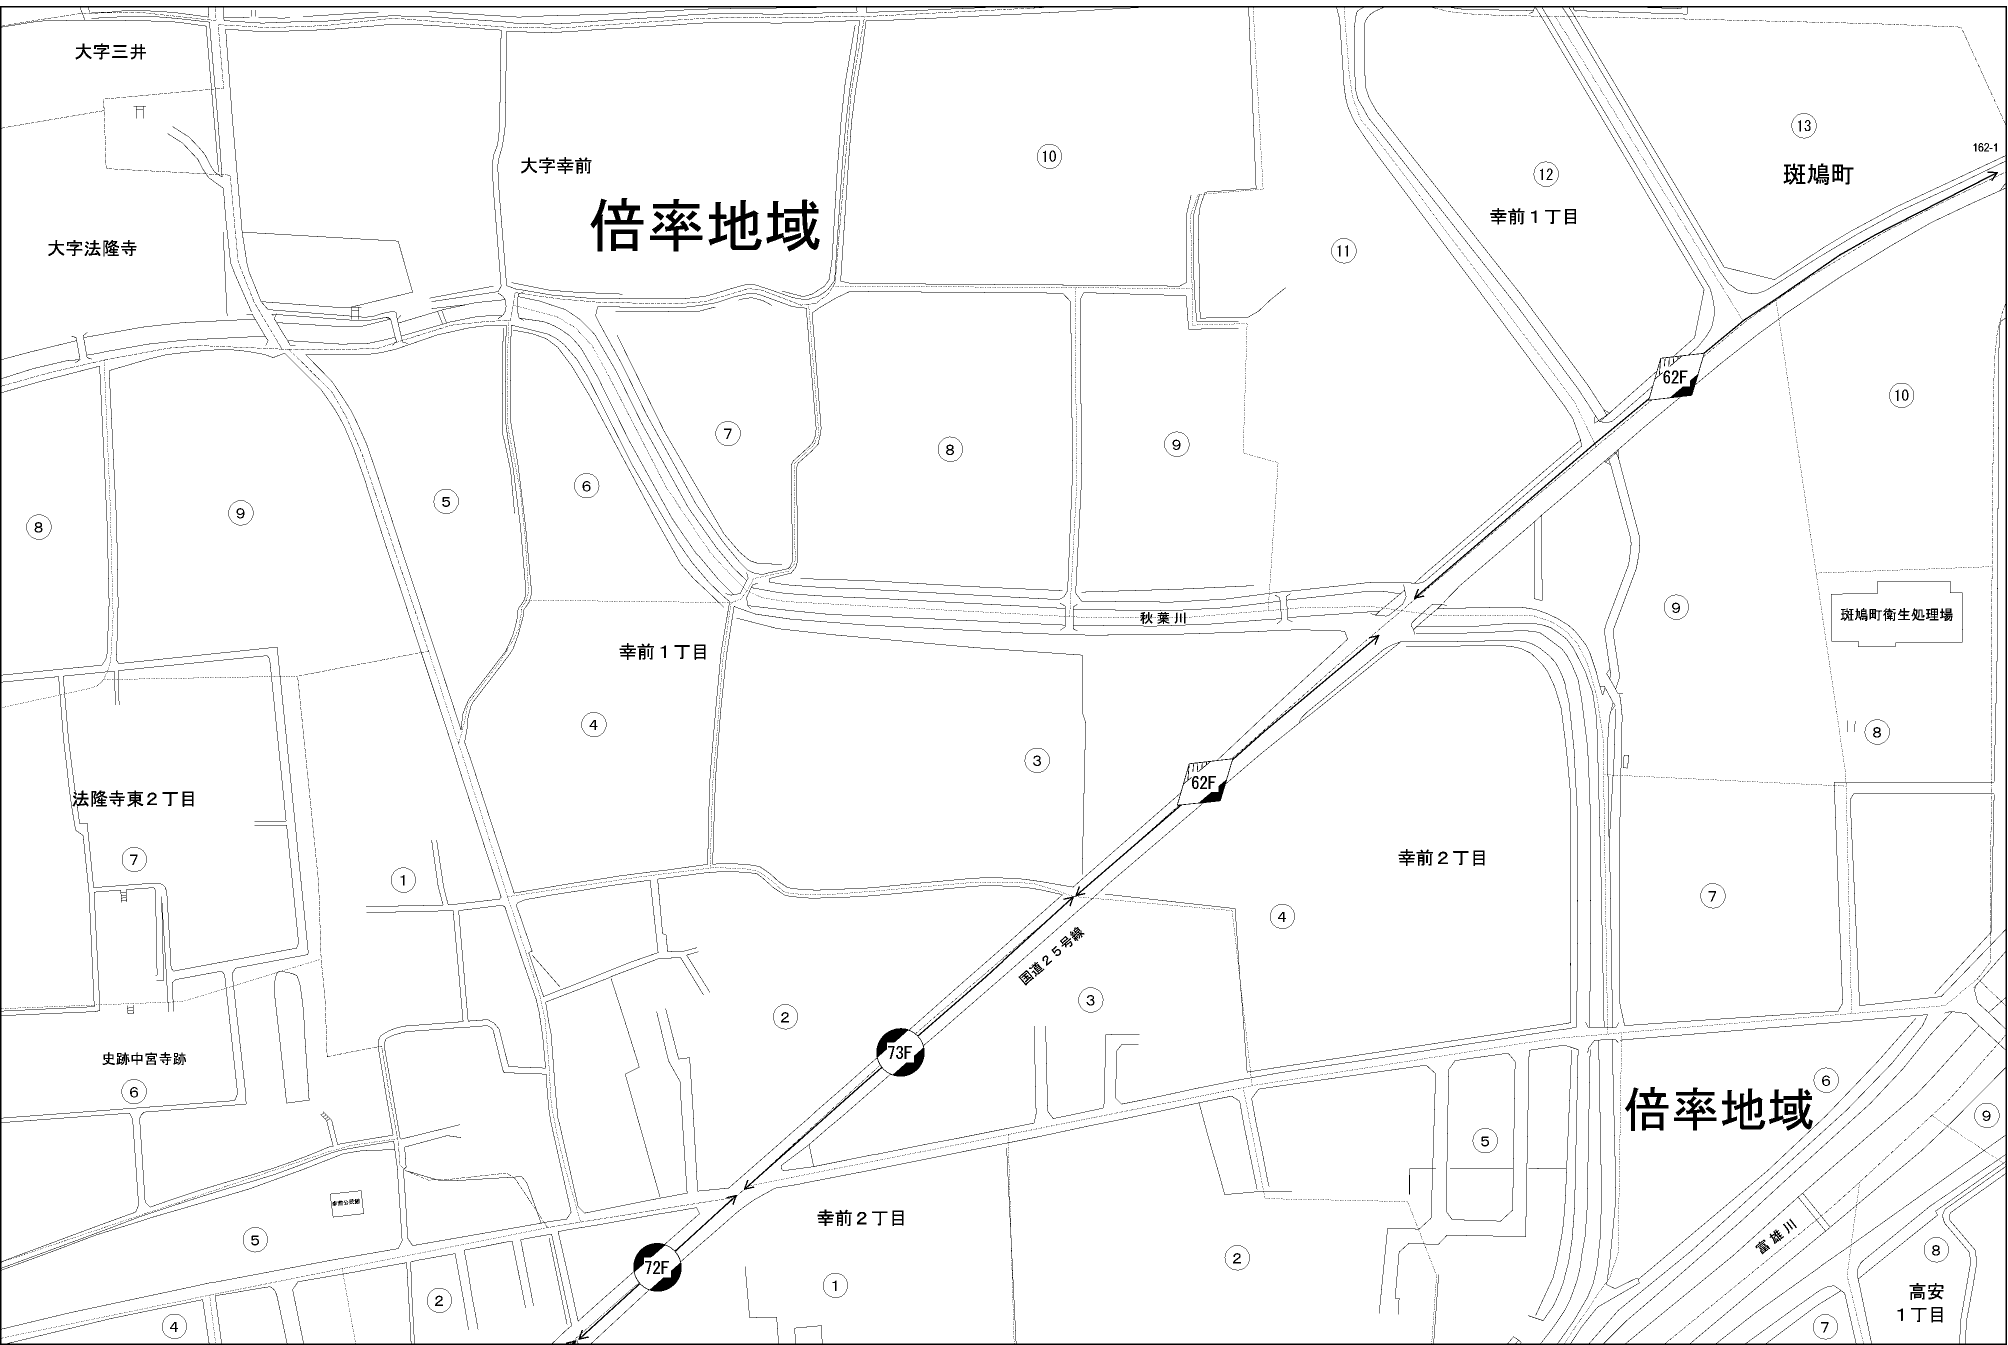 大字三井
⑬
162-1
大字幸前
⑩
⑫
斑鳩町
倍率地域
幸前１丁目
大字法隆寺
⑪
62F
⑩
⑦
⑧
⑨
⑥
⑤
⑨
⑧
⑨
秋葉川
斑鳩町衛生処理場
幸前１丁目
④
③
⑧
62F
法隆寺東２丁目
⑦
①
幸前２丁目
⑦
④
国道２５号線
③
②
73F
史跡中宮寺跡
⑥
⑥
倍率地域
⑨
⑤
幸前公民館
幸前２丁目
⑤
富雄川
⑧
②
72F
①
高安
１丁目
②
④
⑦